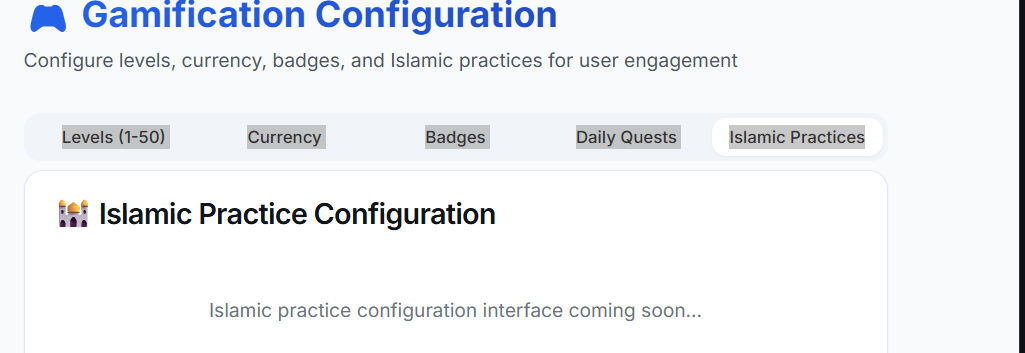 Gamification Configuration
Configure levels, currency, badges, and Islamic practices for user engagement
Levels (1-50) Currency Badges Daily Quests Islamic Practices
Islamic Practice Configuration
Islamic practice configuration interface coming soon...